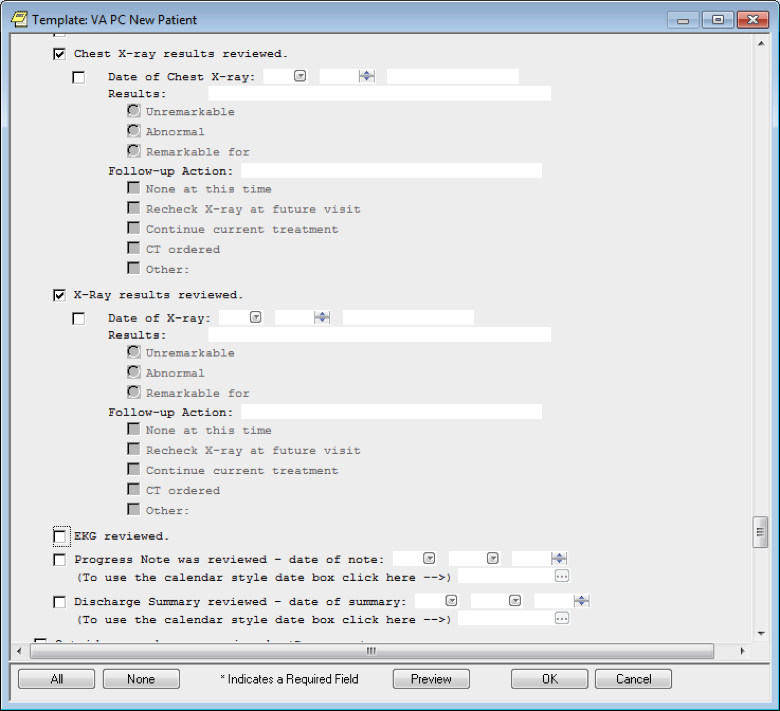 Template: VA PC New Patient
Chest X-ray results reviewed.
Date of Chest X-ray:
Results:
Unremarkable
Abnormal
Remarkable for
Follow-up Action:
None at this time
Recheck X-ray at future visit
Continue current treatment
CT ordered
Other:
X-Ray results reviewed.
Date of X-ray:
Results:
Unremarkable
Abnormal
Remarkable for
Follow-up Action:
None at this time
Recheck X-ray at future visit
Continue current treatment
CT ordered
Other:
EKG reviewed.
Progress Note was reviewed - date of note:
(To use the calendar style date box click here -->)
Discharge Summary reviewed - date of summary:
(To use the calendar style date box click here -->)
All None * Indicates a Required Field Preview OK Cancel